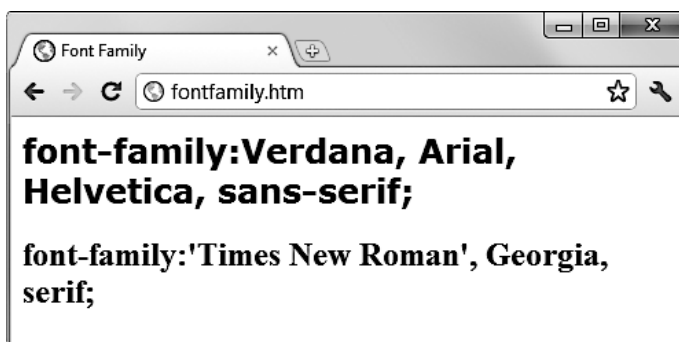 Font Family
fontfamily.htm
font-family:Verdana, Arial,
Helvetica, sans-serif;
font-family:'Times New Roman', Georgia,
serif;